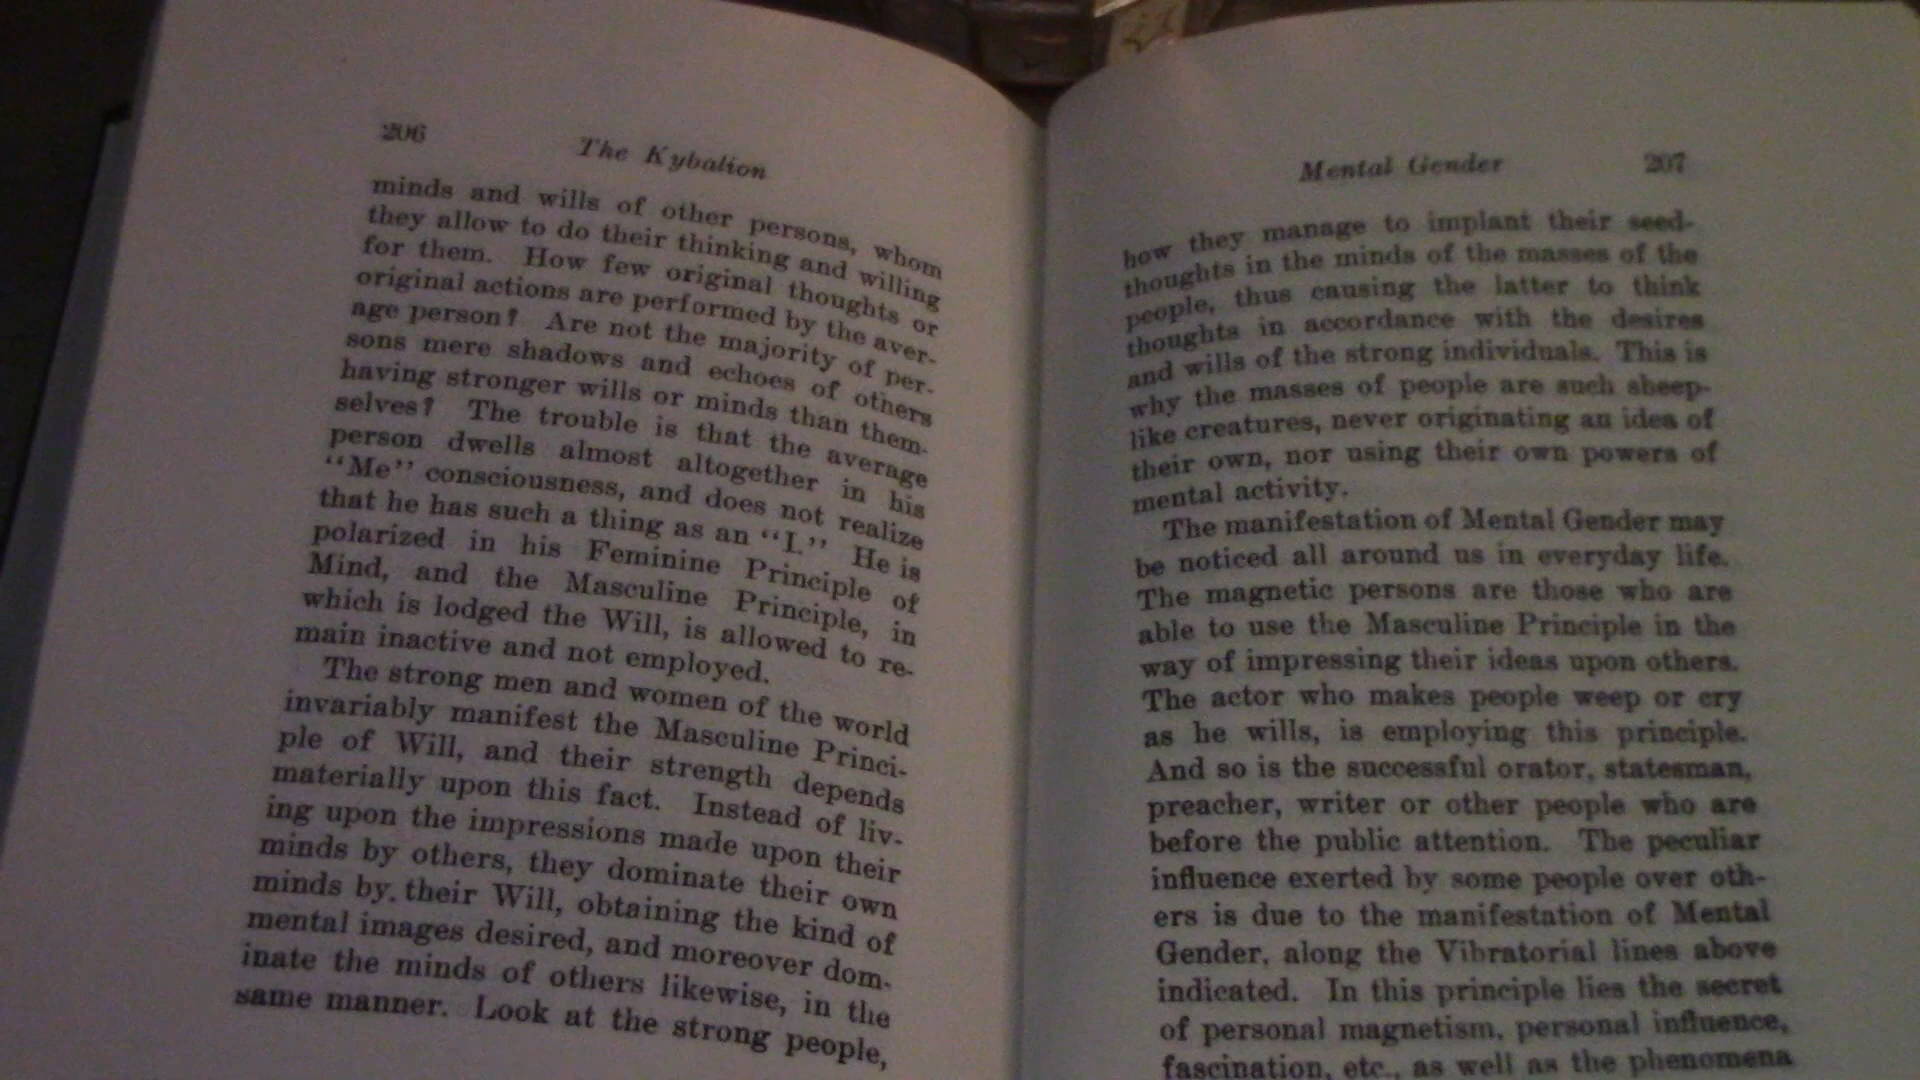 206
The Kybalion
minds and wills of other persons, whom
they allow to do their thinking and willing
for them. How few original thoughts or
original actions are performed by the aver-
age person? Are not the majority of per-
sons mere shadows and echoes of others
having stronger wills or minds than them-
selves? The trouble is that the average
person dwells almost altogether in his
"Me" consciousness, and does not realize
that he has such a thing as an "I." He is
polarized in his Feminine Principle of
Mind, and the Masculine Principle, in
which is lodged the Will, is allowed to re-
main inactive and not employed.
The strong men and women of the world
invariably manifest the Masculine Princi-
ple of Will, and their strength depends
materially upon this fact. Instead of liv-
ing upon the impressions made upon their
minds by others, they dominate their own
minds by. their Will, obtaining the kind of
mental images desired, and moreover dom-
inate the minds of others likewise, in the
same manner. Look at the strong people,
Mental Gender
207
how they manage to implant their seed-
thoughts in the minds of the masses of the
people, thus causing the latter to think
thoughts in accordance with the desires
and wills of the strong individuals. This is
why the masses of people are such sheep-
like creatures, never originating an idea of
their own, nor using their own powers of
mental activity.
The manifestation of Mental Gender may
be noticed all around us in everyday life.
The magnetic persons are those who are
able to use the Masculine Principle in the
way of impressing their ideas upon others.
The actor who makes people weep or cry
as he wills, is employing this principle.
And so is the successful orator, statesman,
preacher, writer or other people who are
before the public attention. The peculiar
influence exerted by some people over oth-
ers is due to the manifestation of Mental
Gender, along the Vibratorial lines above
indicated. In this principle lies the secret
of personal magnetism, personal influence,
fascination, etc., as well as the phenomena